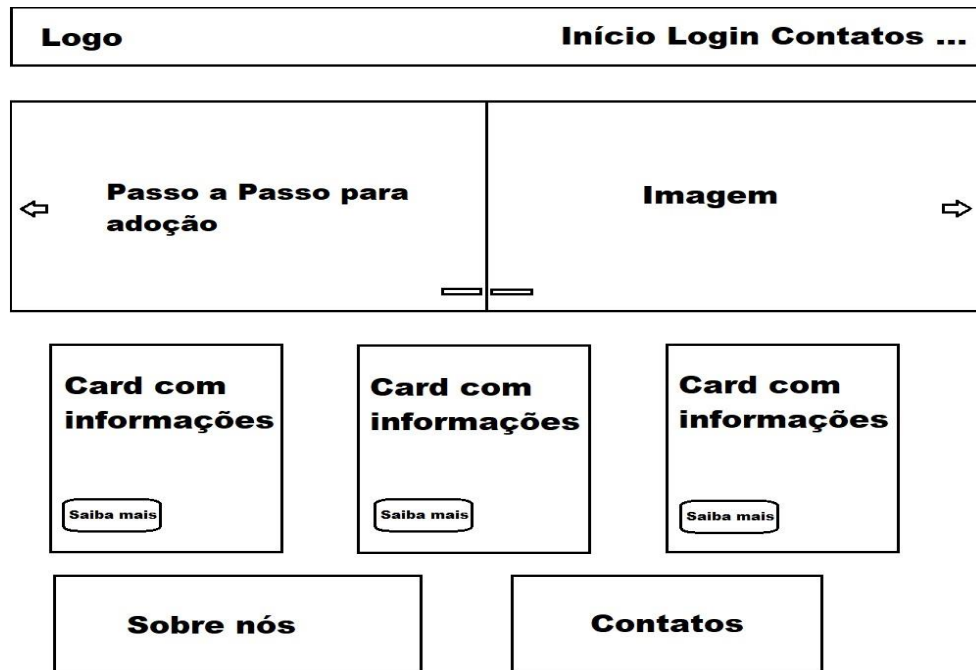 Logo
Início Login Contatos ...
Passo a Passo para
adoção
Imagem
Card com
informações
Saiba mais
Card com
informações
Saiba mais
Card com
informações
Saiba mais
Sobre nós
Contatos